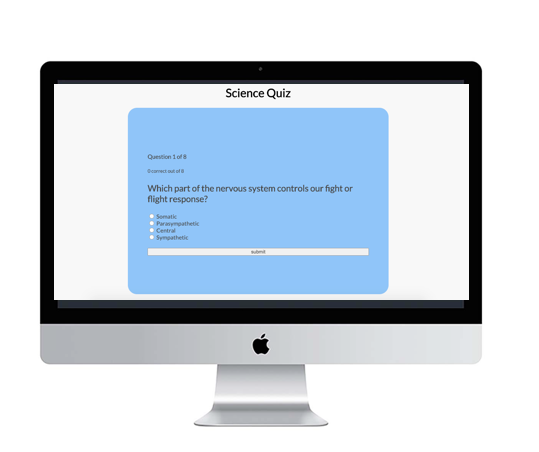 Science Quiz
Question 1 of 8
0 correct out of 8
Which part of the nervous system controls our fight or
flight response?
Somatic
Parasympathetic
Central
Sympathetic
submit